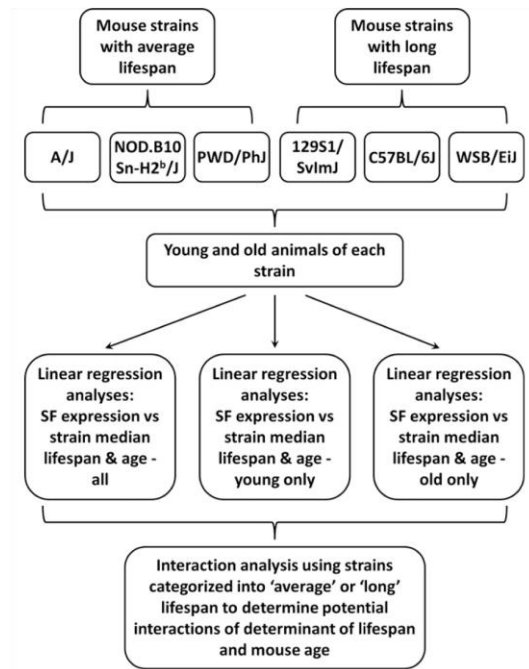 Mouse strains
with average
lifespan
Mouse strains
with long
lifespan
A/J
NOD.B10
Sn-H2ᵇ/J
PWD/PhJ
129S1/
SvlmJ
C57BL/6J
WSB/EiJ
Young and old animals of each
strain
Linear regression
analyses:
SF expression vs
strain median
lifespan & age -
all
Linear regression
analyses:
SF expression vs
strain median
lifespan & age -
young only
Linear regression
analyses:
SF expression vs
strain median
lifespan & age -
old only
Interaction analysis using strains
categorized into ‘average’ or ‘long’
lifespan to determine potential
interactions of determinant of lifespan
and mouse age